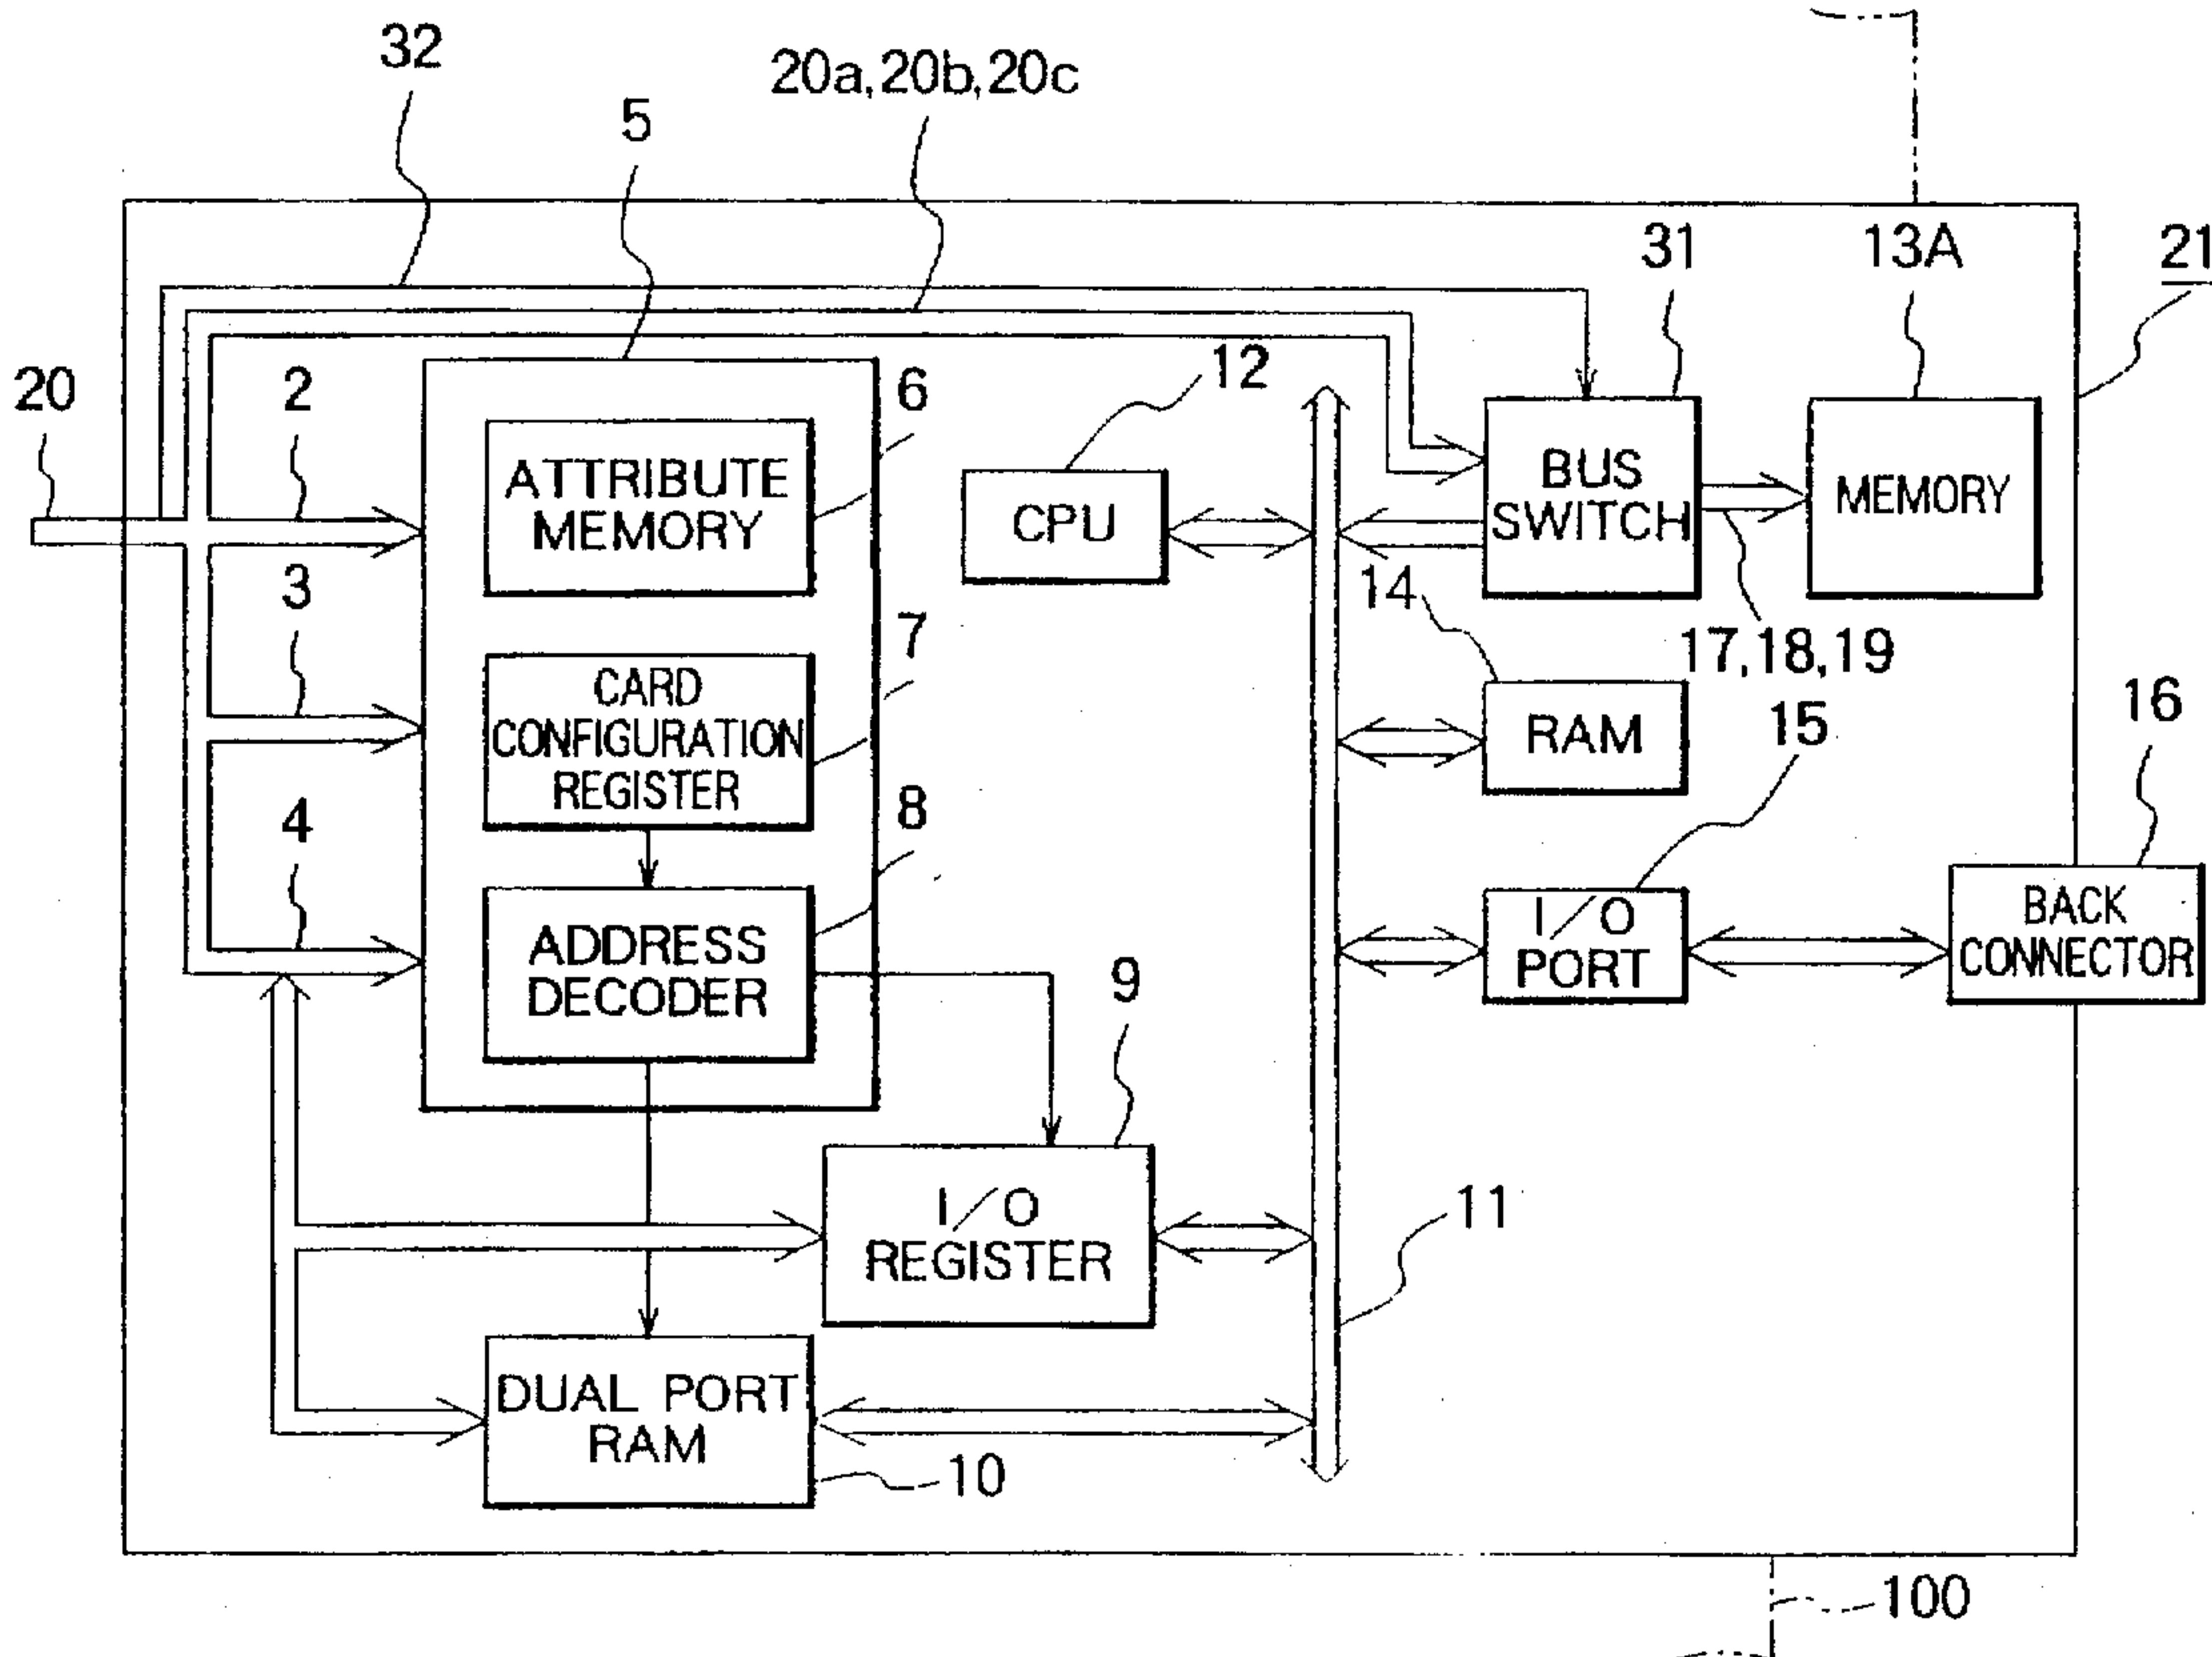 32
20a,20b,20c
5
31
13A
21
20
2
12
6
ATTRIBUTE
MEMORY
CPU
BUS
SWITCH
MEMORY
3
14
17,18,19
7
CARD
CONFIGURATION
REGISTER
RAM
15
16
4
8
I/O
PORT
BACK
CONNECTOR
ADDRESS
DECODER
9
I/O
REGISTER
11
DUAL PORT
RAM
10
100